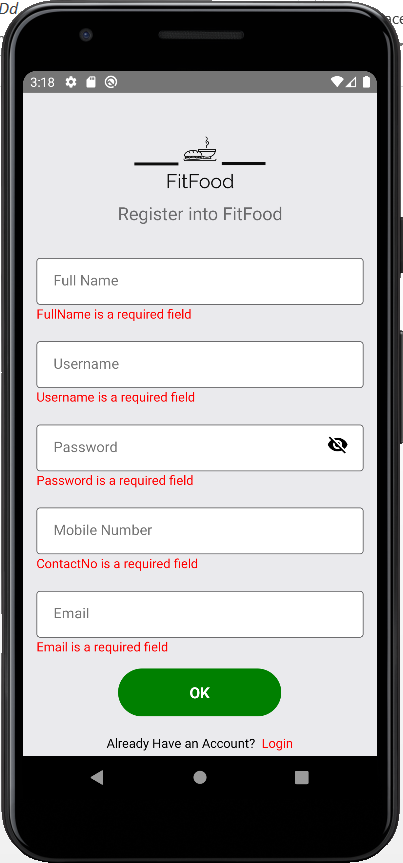 Dd
ce
3:18
FitFood
Register into FitFood
Full Name
FullName is a required field
Username
Username is a required field
Password
Password is a required field
Mobile Number
ContactNo is a required field
Email
Email is a required field
OK
Already Have an Account? Login